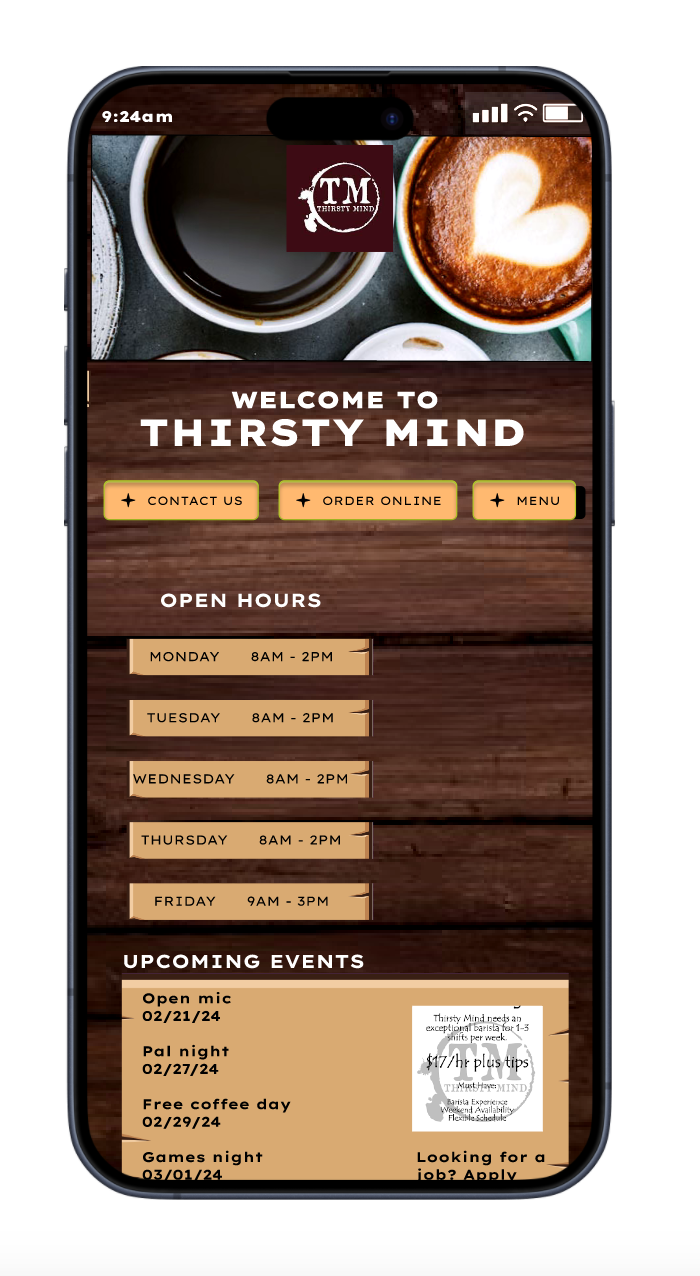 9:24am
TM
THIRSTY MIND
WELCOME TO
THIRSTY MIND
CONTACT US
ORDER ONLINE
MENU
OPEN HOURS
MONDAY 8AM - 2PM
TUESDAY 8AM - 2PM
WEDNESDAY 8AM - 2PM
THURSDAY 8AM - 2PM
FRIDAY 9AM - 3PM
UPCOMING EVENTS
Open mic
02/21/24
Pal night
02/27/24
Free coffee day
02/29/24
Games night
03/01/24
Thirsty Mind needs an
exceptional barista for 1-3
shifts per week.
$17/hr plus tips
Must Have:
TM
THIRSTY MIND
Barista Experience
Weekend Availability
Flexible Schedule
Looking for a
job? Apply